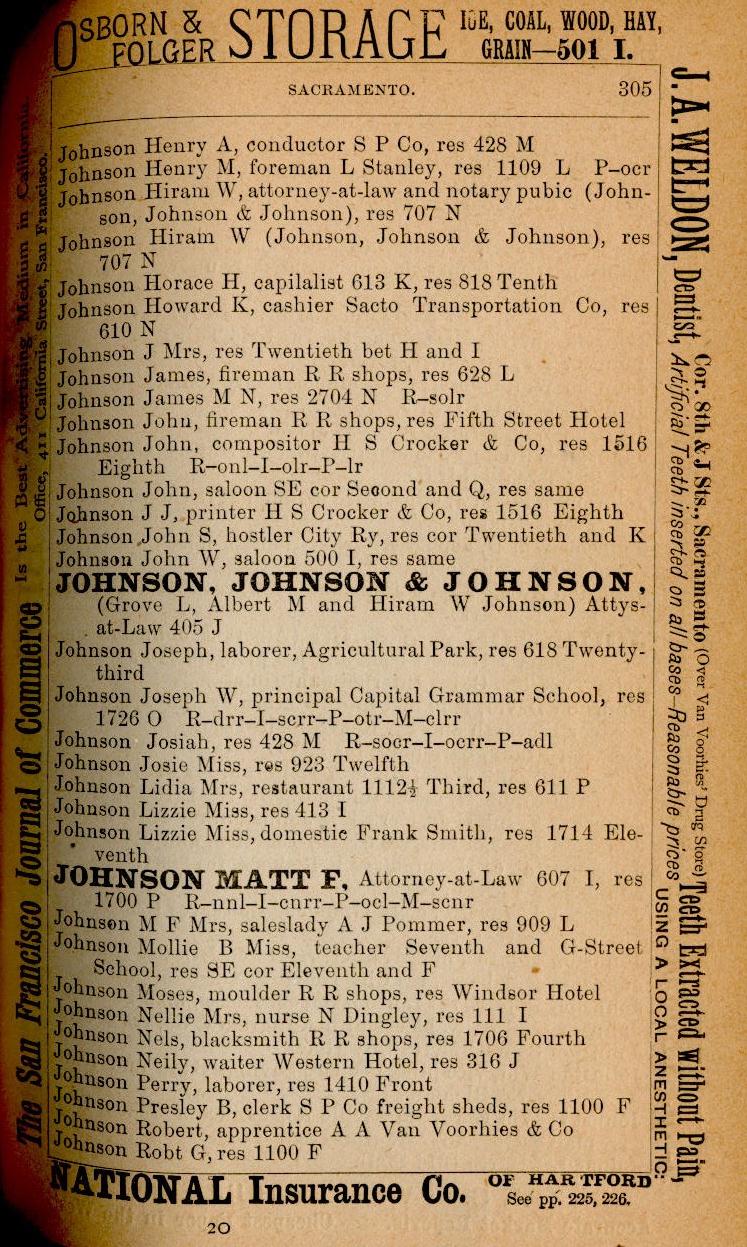 OSBORN & FOLGER STORAGE ICE, COAL, WOOD, HAY, GRAIN—501 I.
SACRAMENTO. 305
Johnson Henry A, conductor S P Co, res 428 M
Johnson Henry M, foreman L Stanley, res 1109 L P–ocr
Johnson Hiram W, attorney-at-law and notary pubic (John-
son, Johnson & Johnson), res 707 N
Johnson Hiram W (Johnson, Johnson & Johnson), res
707 N
Johnson Horace H, capilalist 613 K, res 818 Tenth
Johnson Howard K, cashier Sacto Transportation Co, res
610 N
Johnson J Mrs, res Twentieth bet H and I
Johnson James, fireman R R shops, res 628 L
Johnson James M N, res 2704 N R–solr
Johnson John, fireman R R shops, res Fifth Street Hotel
Johnson John, compositor H S Crocker & Co, res 1516
Eighth R–onl–I–olr–P–lr
Johnson John, saloon SE cor Second and Q, res same
Johnson J J, printer H S Crocker & Co, res 1516 Eighth
Johnson John S, hostler City Ry, res cor Twentieth and K
Johnson John W, saloon 500 I, res same
JOHNSON, JOHNSON & JOHNSON,
(Grove L, Albert M and Hiram W Johnson) Attys-
at-Law 405 J
Johnson Joseph, laborer, Agricultural Park, res 618 Twenty-
third
Johnson Joseph W, principal Capital Grammar School, res
1726 O R–drr–I–scrr–P–otr–M–clrr
Johnson Josiah, res 428 M R–socr–I–ocrr–P–adl
Johnson Josie Miss, res 923 Twelfth
Johnson Lidia Mrs, restaurant 1112½ Third, res 611 P
Johnson Lizzie Miss, res 413 I
Johnson Lizzie Miss, domestic Frank Smith, res 1714 Ele-
venth
JOHNSON MATT F, Attorney-at-Law 607 I, res
1700 P R–nnl–I–cnrr–P–ocl–M–scnr
Johnson M F Mrs, saleslady A J Pommer, res 909 L
Johnson Mollie B Miss, teacher Seventh and G-Street
School, res SE cor Eleventh and F
Johnson Moses, moulder R R shops, res Windsor Hotel
Johnson Nellie Mrs, nurse N Dingley, res 111 I
Johnson Nels, blacksmith R R shops, res 1706 Fourth
Johnson Neily, waiter Western Hotel, res 316 J
Johnson Perry, laborer, res 1410 Front
Johnson Presley B, clerk S P Co freight sheds, res 1100 F
Johnson Robert, apprentice A A Van Voorhies & Co
Johnson Robt G, res 1100 F
NATIONAL Insurance Co. OF HARTFORD See pp. 225, 226.
20
The San Francisco Journal of Commerce Is the Best Advertising Medium in California.
Office, 411 California Street, San Francisco.
J. A. WELDON, Dentist, Cor. 8th & J Sts., Sacramento (Over Van Voorhies' Drug Store) Teeth Extracted without Pain,
Artificial Teeth inserted on all bases—Reasonable prices USING A LOCAL ANESTHETIC.